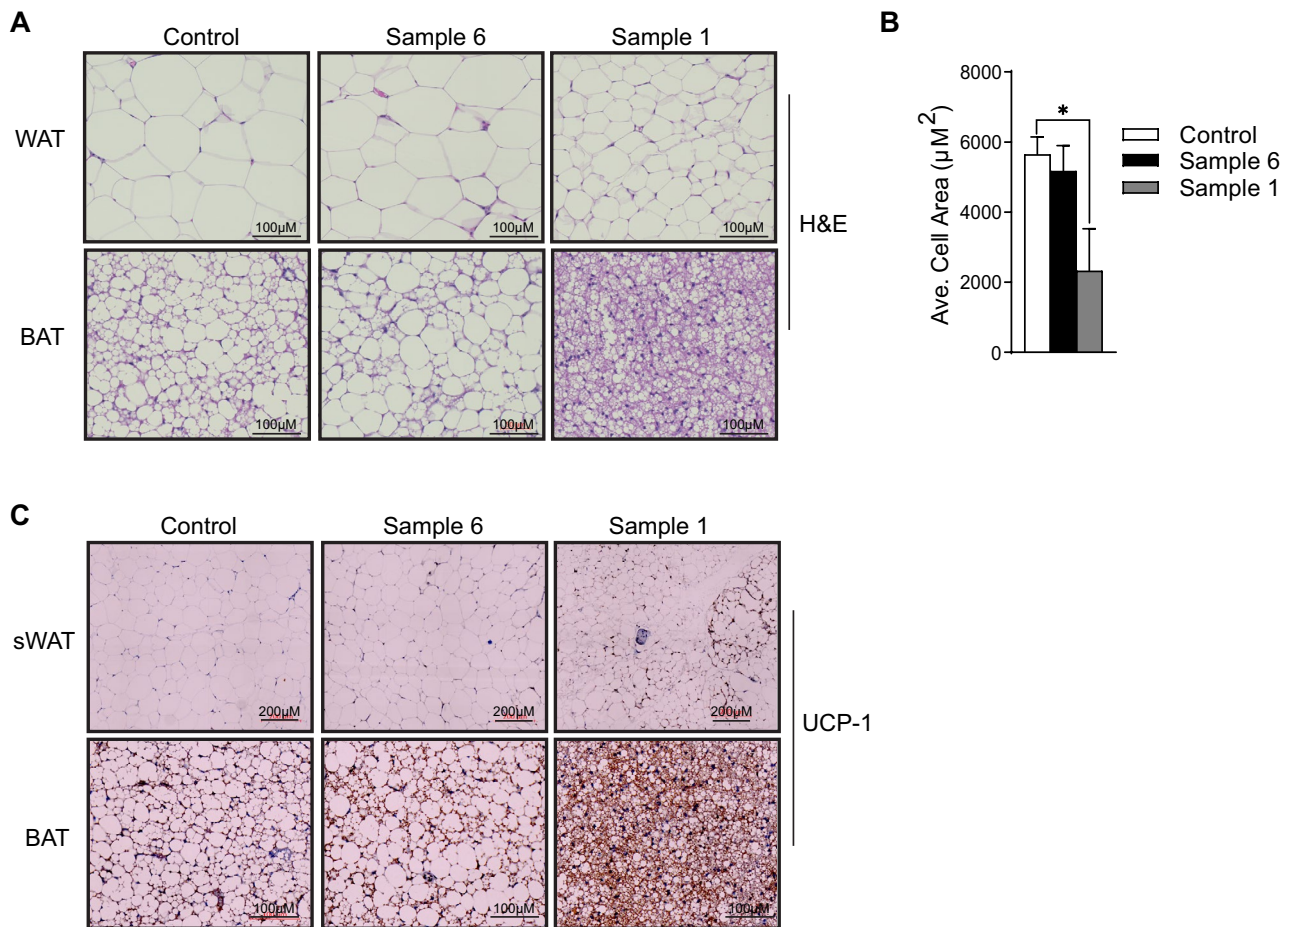 A
Control
Sample 6
Sample 1
WAT
100µM
100µM
100µM
BAT
100µM
100µM
100µM
H&E
B
Ave. Cell Area (µM2)
8000
6000
4000
2000
0
*
Control
Sample 6
Sample 1
C
Control
Sample 6
Sample 1
sWAT
200µM
200µM
200µM
BAT
100µM
100µM
100µM
UCP-1